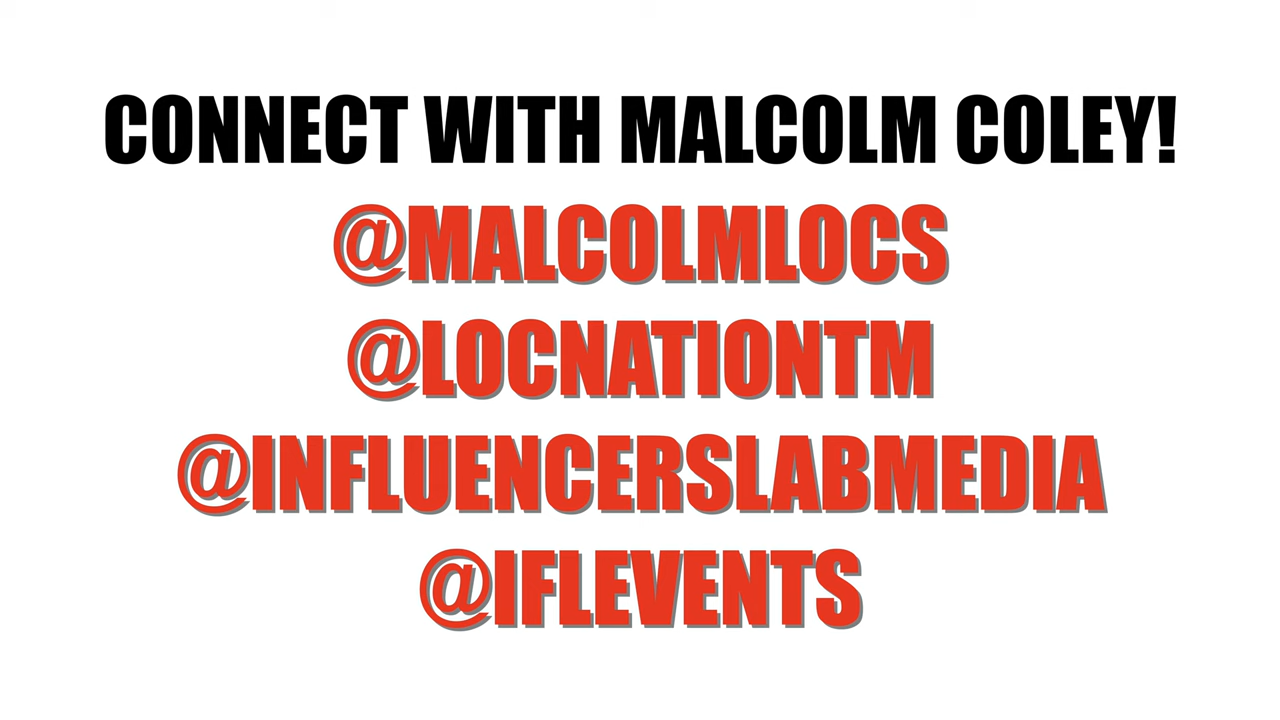 CONNECT WITH MALCOLM COLEY!
@MALCOLMLOCS
@LOCNATIONTM
@INFLUENCERSLABMEDIA
@IFLEVENTS